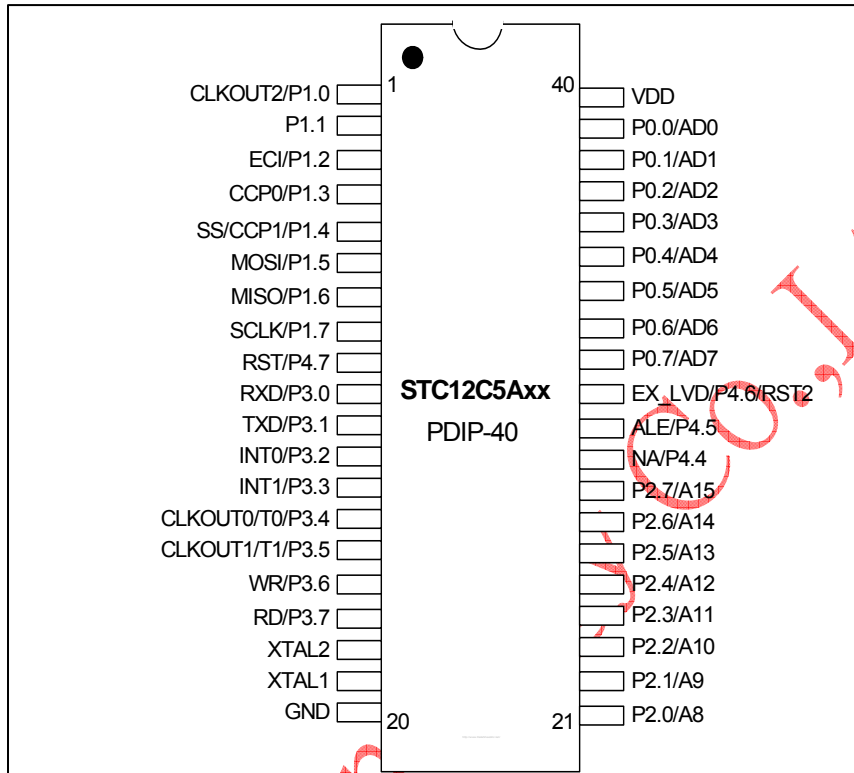 CLKOUT2/P1.0
P1.1
ECI/P1.2
CCP0/P1.3
SS/CCP1/P1.4
MOSI/P1.5
MISO/P1.6
SCLK/P1.7
RST/P4.7
RXD/P3.0
TXD/P3.1
INT0/P3.2
INT1/P3.3
CLKOUT0/T0/P3.4
CLKOUT1/T1/P3.5
WR/P3.6
RD/P3.7
XTAL2
XTAL1
GND
1
20
STC12C5Axx
PDIP-40
40
21
VDD
P0.0/AD0
P0.1/AD1
P0.2/AD2
P0.3/AD3
P0.4/AD4
P0.5/AD5
P0.6/AD6
P0.7/AD7
EX_LVD/P4.6/RST2
ALE/P4.5
NA/P4.4
P2.7/A15
P2.6/A14
P2.5/A13
P2.4/A12
P2.3/A11
P2.2/A10
P2.1/A9
P2.0/A8
Co.,